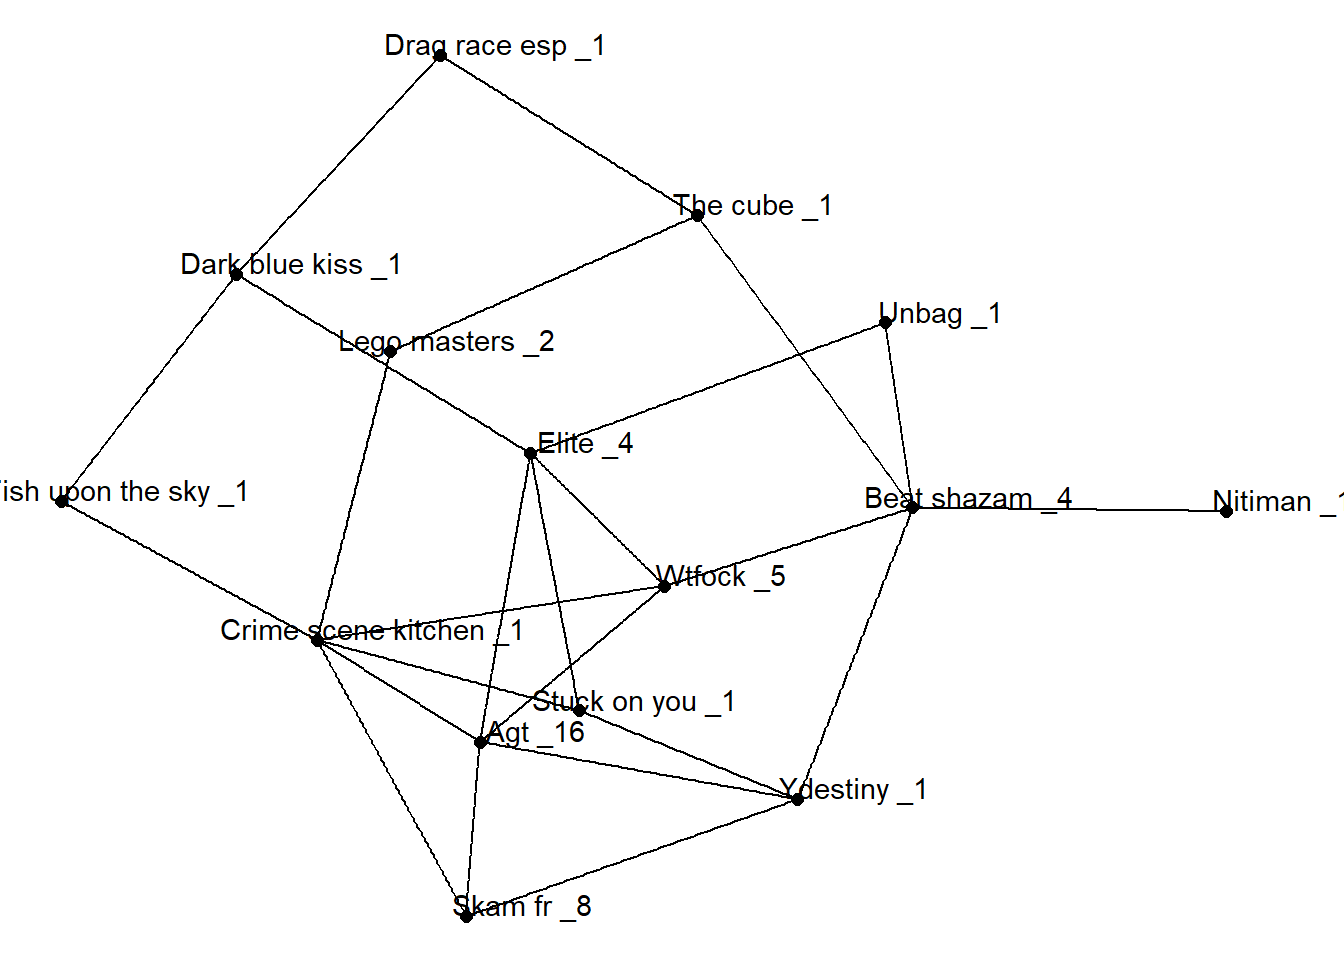 Drag race esp _1
The cube _1
Dark blue kiss _1
Unbag _1
Lego masters _2
Elite _4
ish upon the sky _1
Beat shazam _4
Nitiman _1
Wtfock _5
Crime scene kitchen _1
Stuck on you _1
Agt _16
Ydestiny _1
Skam fr _8